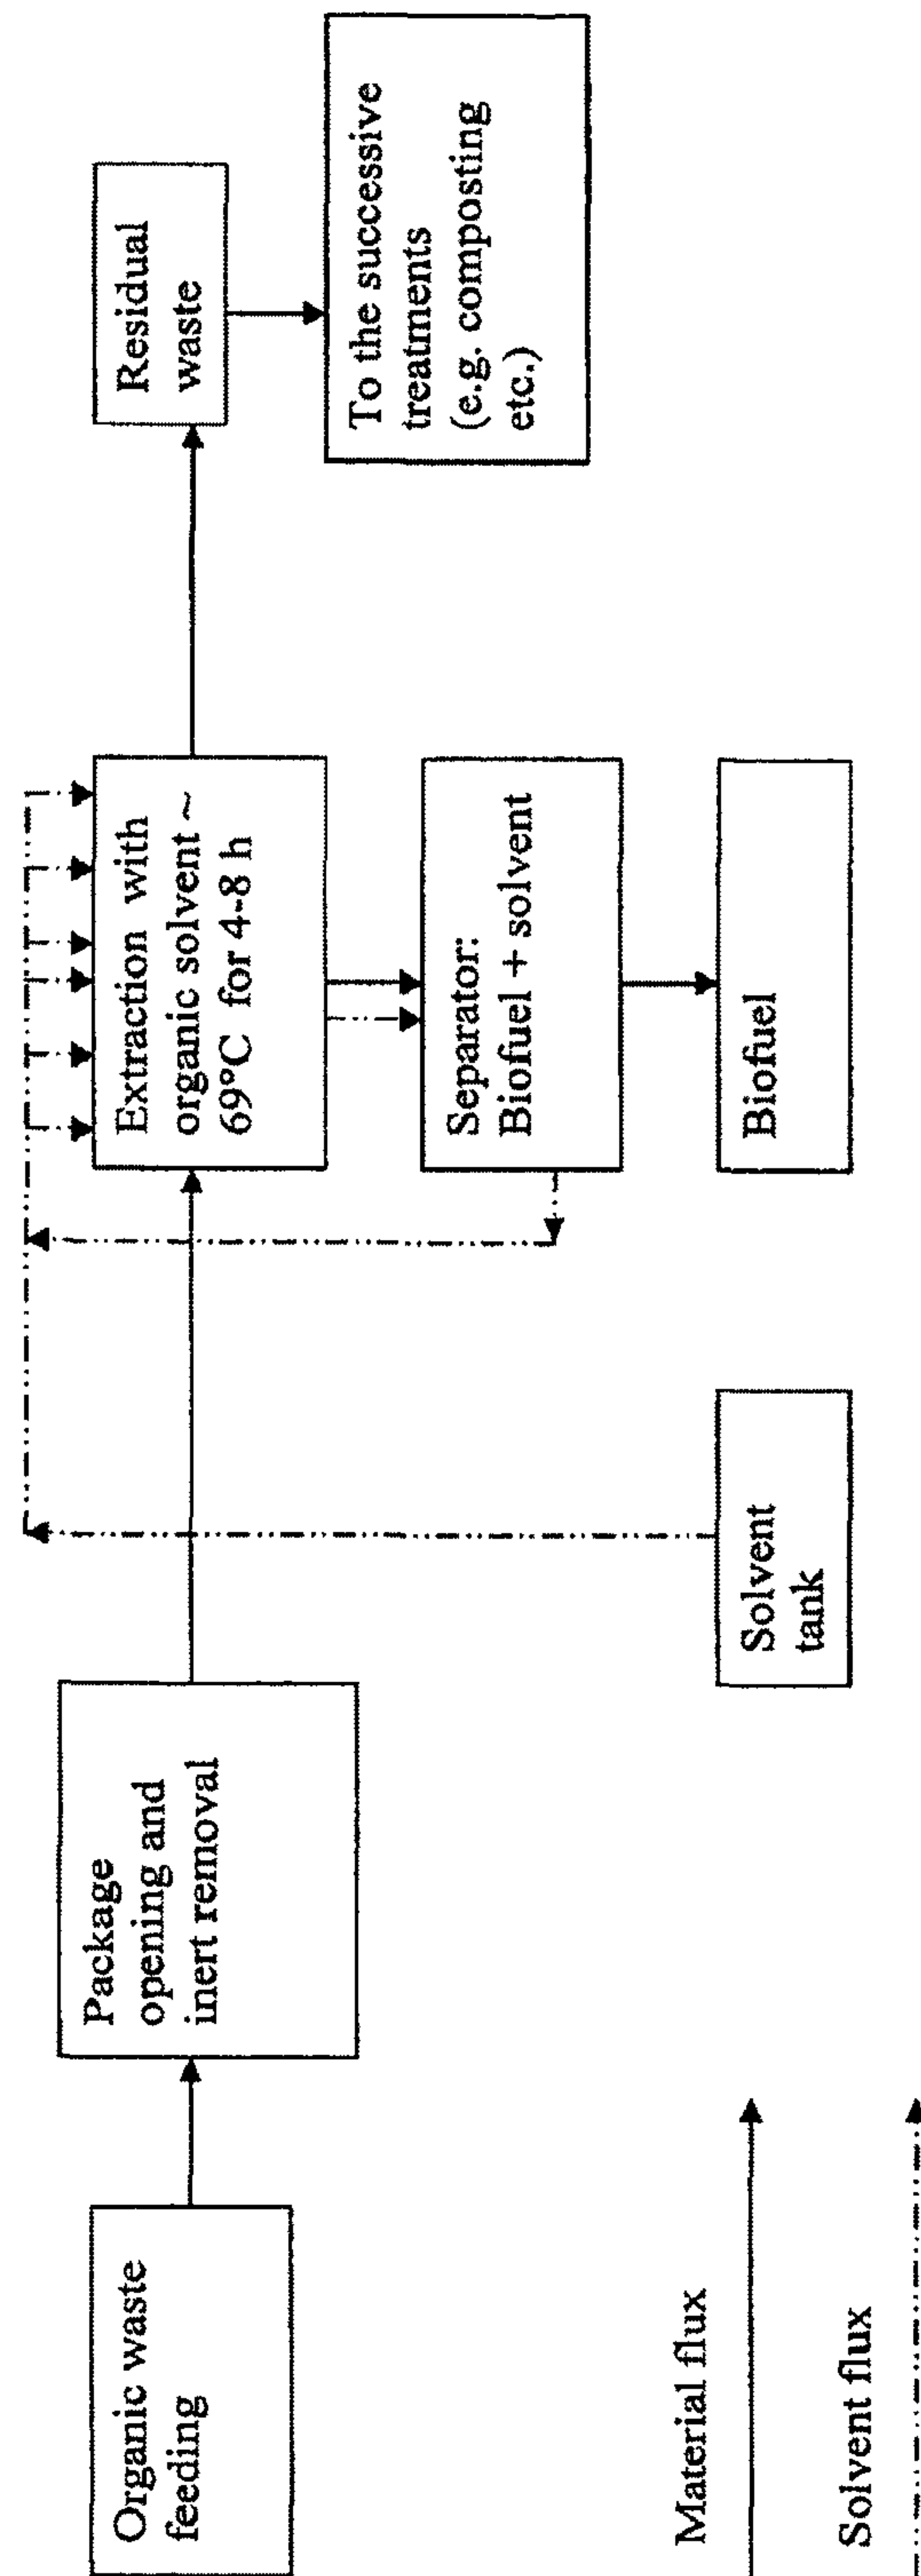 Organic waste
feeding
Package
opening and
inert removal
Extraction with
organic solvent ~
69°C for 4-8 h
Residual
waste
To the successive
treatments
(e.g. composting
etc.)
Separator:
Biofuel + solvent
Solvent
tank
Biofuel
Material flux
Solvent flux